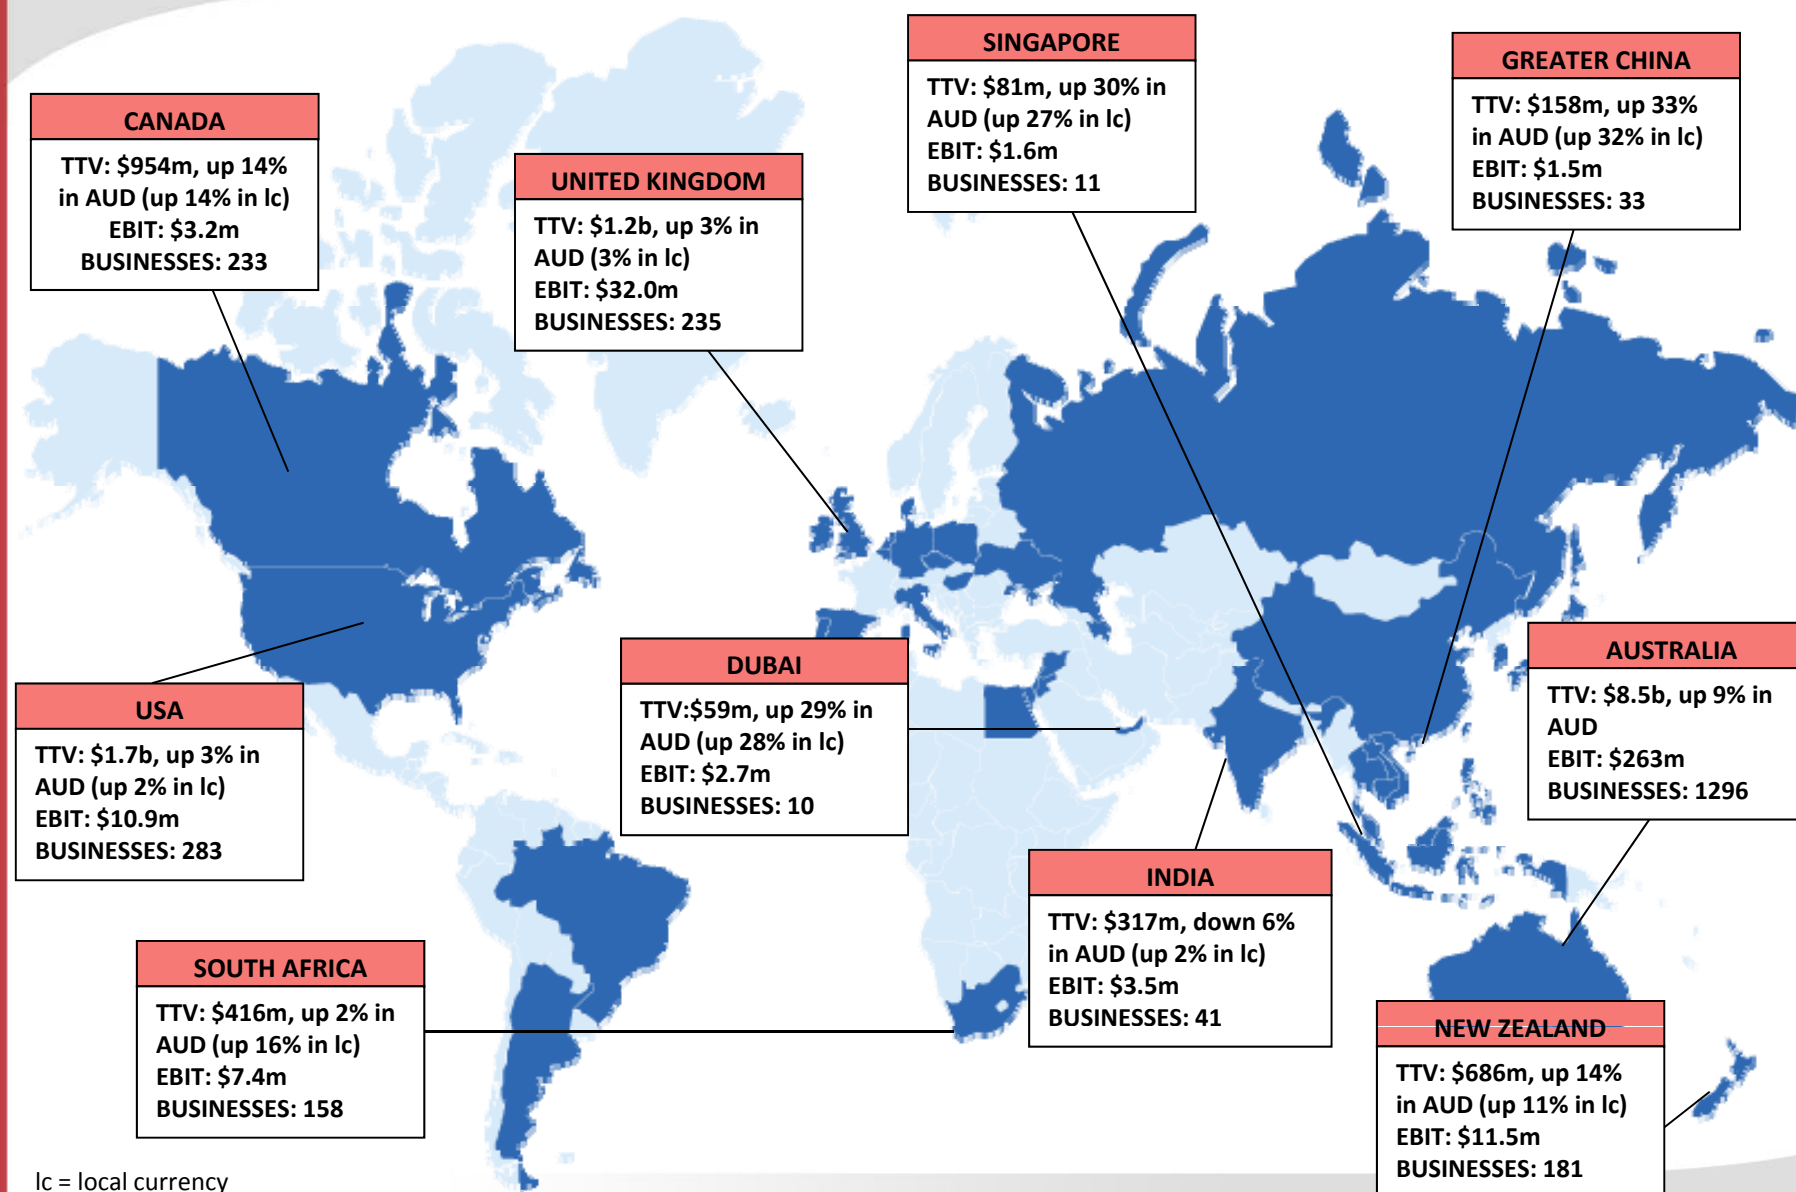 CANADA
TTV: $954m, up 14%
in AUD (up 14% in lc)
EBIT: $3.2m
BUSINESSES: 233
UNITED KINGDOM
TTV: $1.2b, up 3% in
AUD (3% in lc)
EBIT: $32.0m
BUSINESSES: 235
SINGAPORE
TTV: $81m, up 30% in
AUD (up 27% in lc)
EBIT: $1.6m
BUSINESSES: 11
GREATER CHINA
TTV: $158m, up 33%
in AUD (up 32% in lc)
EBIT: $1.5m
BUSINESSES: 33
USA
TTV: $1.7b, up 3% in
AUD (up 2% in lc)
EBIT: $10.9m
BUSINESSES: 283
DUBAI
TTV:$59m, up 29% in
AUD (up 28% in lc)
EBIT: $2.7m
BUSINESSES: 10
AUSTRALIA
TTV: $8.5b, up 9% in
AUD
EBIT: $263m
BUSINESSES: 1296
INDIA
TTV: $317m, down 6%
in AUD (up 2% in lc)
EBIT: $3.5m
BUSINESSES: 41
SOUTH AFRICA
TTV: $416m, up 2% in
AUD (up 16% in lc)
EBIT: $7.4m
BUSINESSES: 158
NEW ZEALAND
TTV: $686m, up 14%
in AUD (up 11% in lc)
EBIT: $11.5m
BUSINESSES: 181
lc = local currency